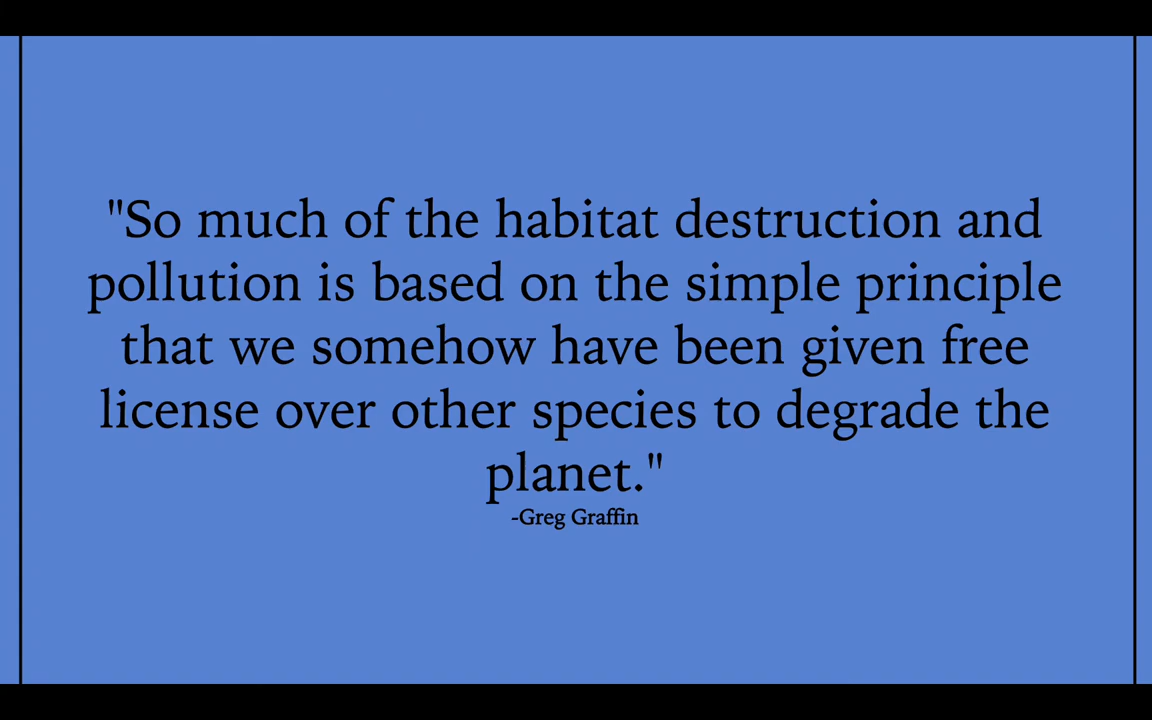 "So much of the habitat destruction and
pollution is based on the simple principle
that we somehow have been given free
license over other species to degrade the
planet."
-Greg Graffin